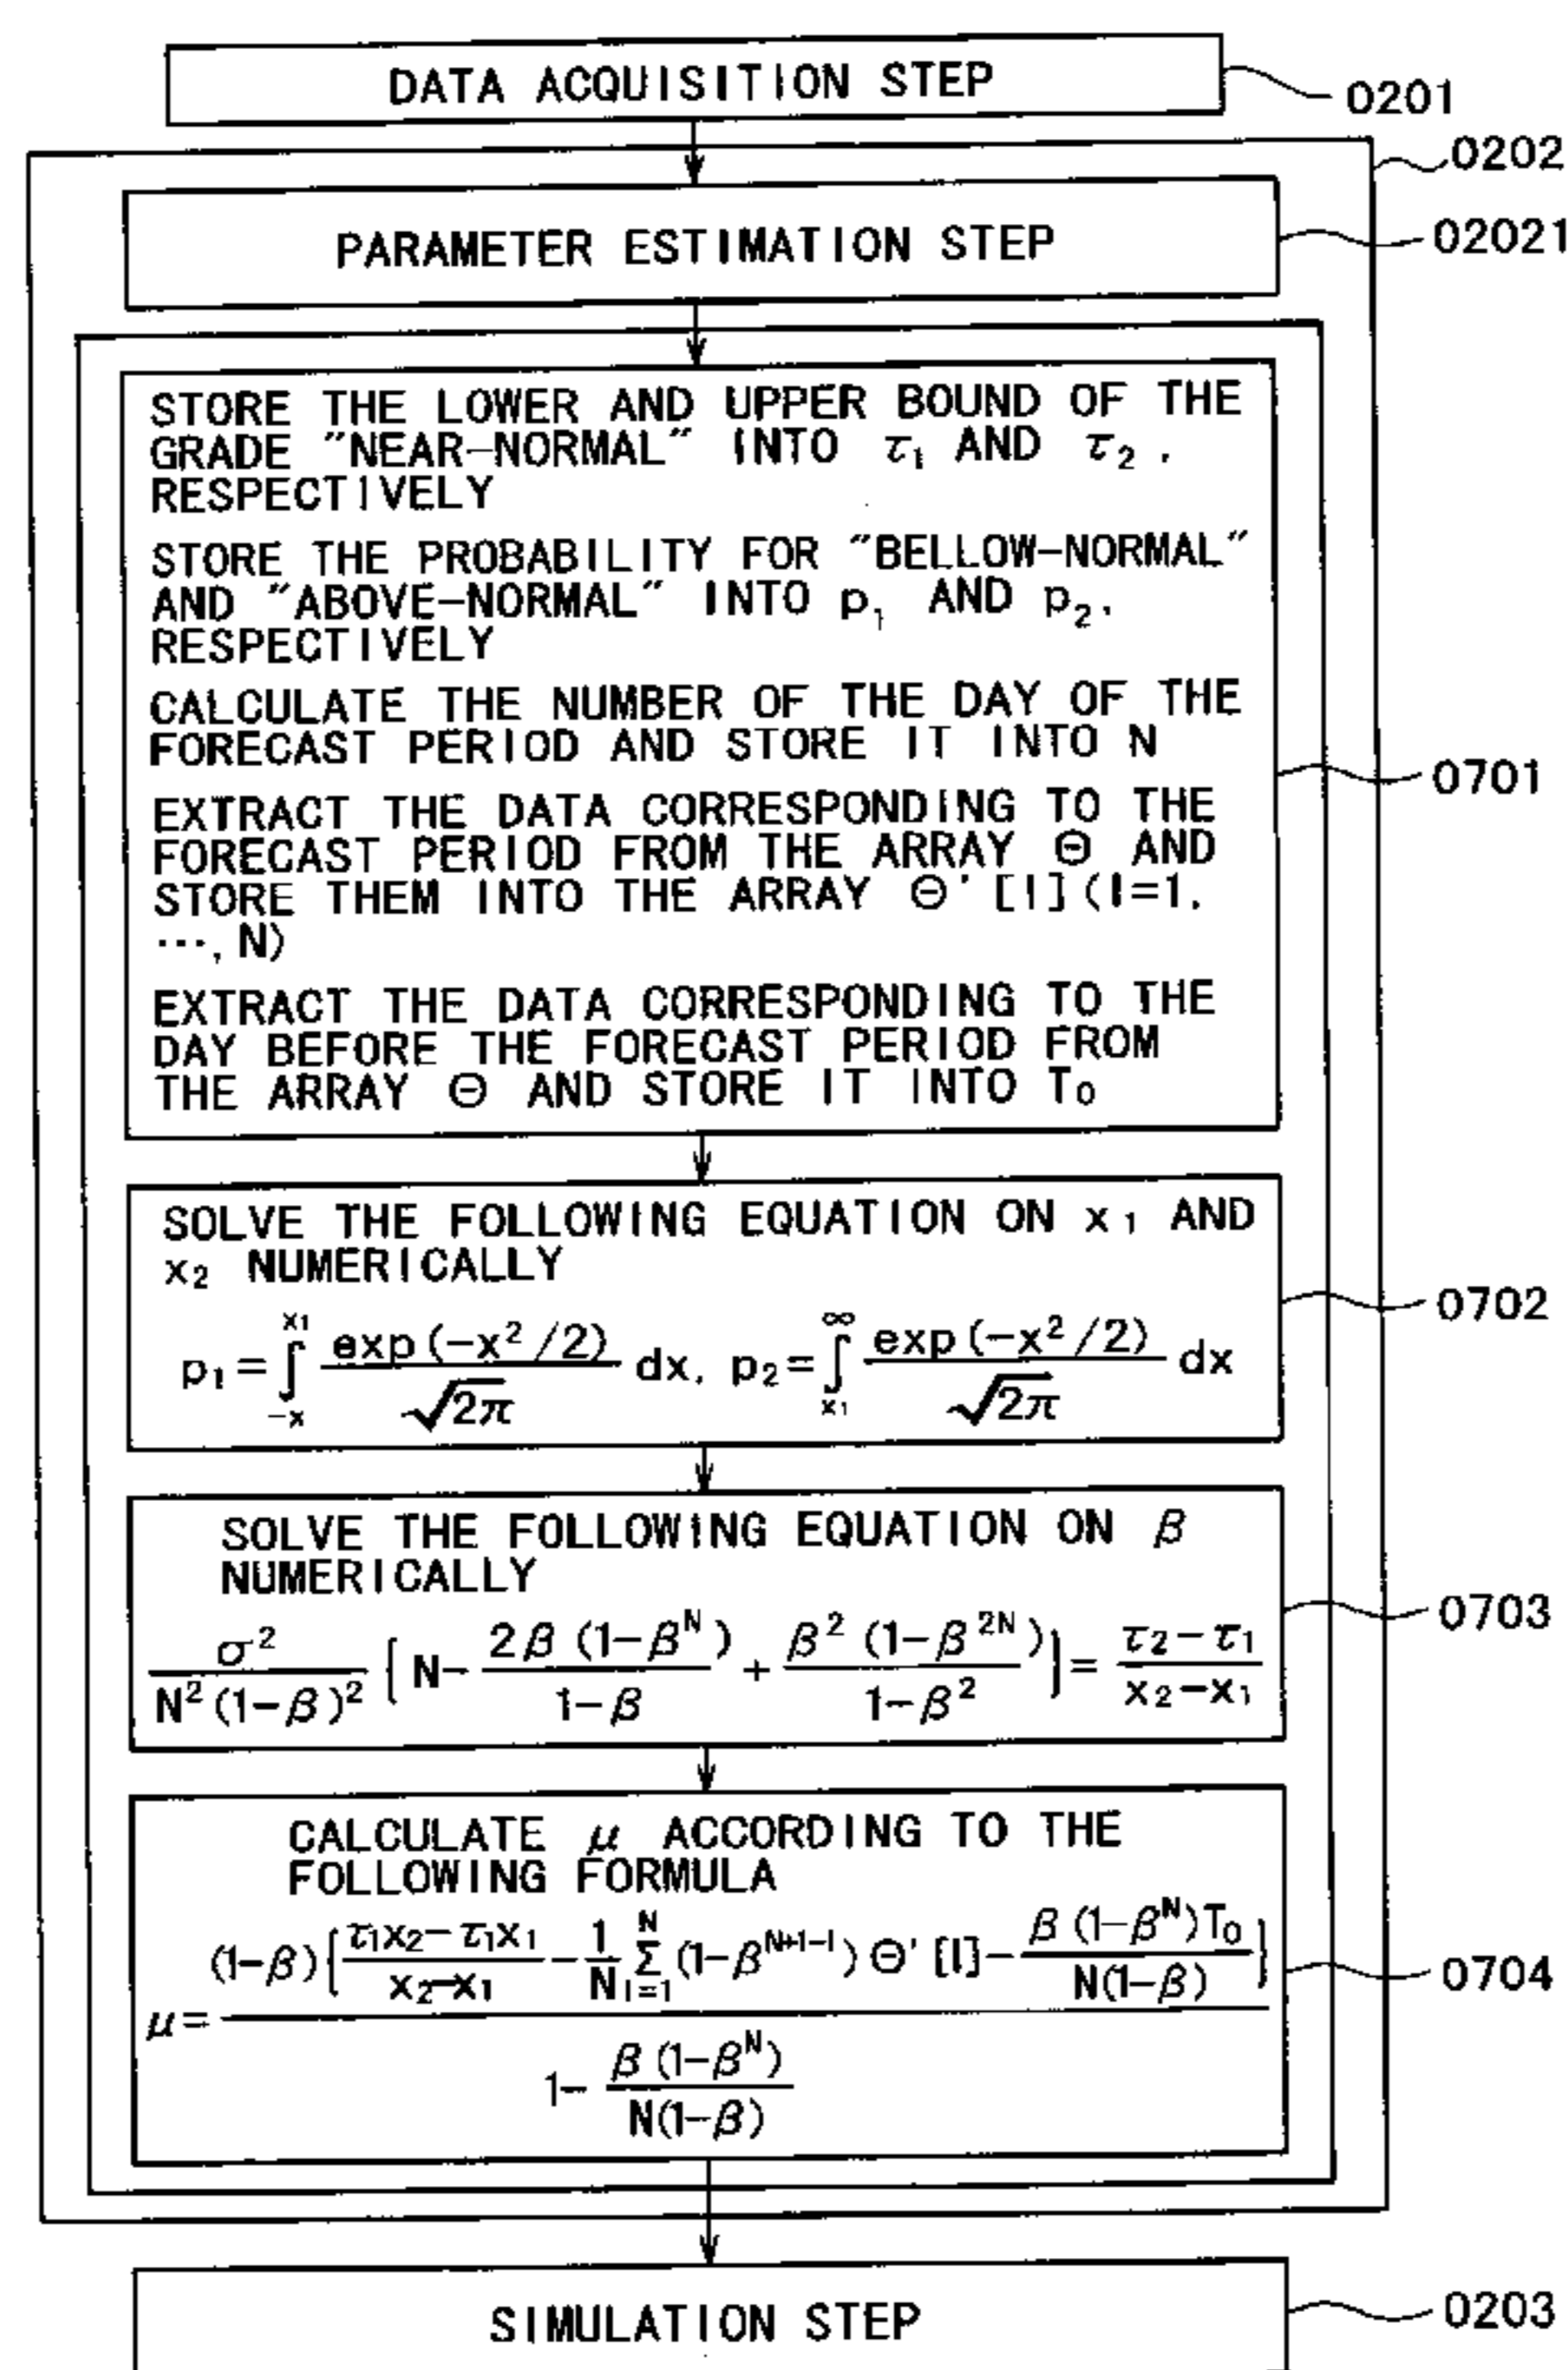 DATA ACQUISITION STEP
0201
0202
PARAMETER ESTIMATION STEP
02021
STORE THE LOWER AND UPPER BOUND OF THE
GRADE "NEAR-NORMAL" INTO τ₁ AND τ₂,
RESPECTIVELY
STORE THE PROBABILITY FOR "BELLOW-NORMAL"
AND "ABOVE-NORMAL" INTO p₁ AND p₂,
RESPECTIVELY
CALCULATE THE NUMBER OF THE DAY OF THE
FORECAST PERIOD AND STORE IT INTO N
EXTRACT THE DATA CORRESPONDING TO THE
FORECAST PERIOD FROM THE ARRAY Θ AND
STORE THEM INTO THE ARRAY Θ' [I] (I=1,
···, N)
EXTRACT THE DATA CORRESPONDING TO THE
DAY BEFORE THE FORECAST PERIOD FROM
THE ARRAY Θ AND STORE IT INTO T₀
0701
SOLVE THE FOLLOWING EQUATION ON x₁ AND
x₂ NUMERICALLY
p₁ = ∫_{-x}^{x₁} exp(-x²/2)/√2π dx, p₂ = ∫_{x₁}^{∞} exp(-x²/2)/√2π dx
0702
SOLVE THE FOLLOWING EQUATION ON β
NUMERICALLY
σ²/N²(1-β)² {N - 2β(1-β^N)/1-β + β²(1-β^{2N})/1-β²} = τ₂-τ₁/x₂-x₁
0703
CALCULATE μ ACCORDING TO THE
FOLLOWING FORMULA
μ = (1-β){τ₁x₂-τ₁x₁/x₂-x₁ - 1/N Σ_{I=1}^{N} (1-β^{N+1-I}) Θ' [I] - β(1-β^N)T₀/N(1-β)} / 1 - β(1-β^N)/N(1-β)
0704
SIMULATION STEP
0203